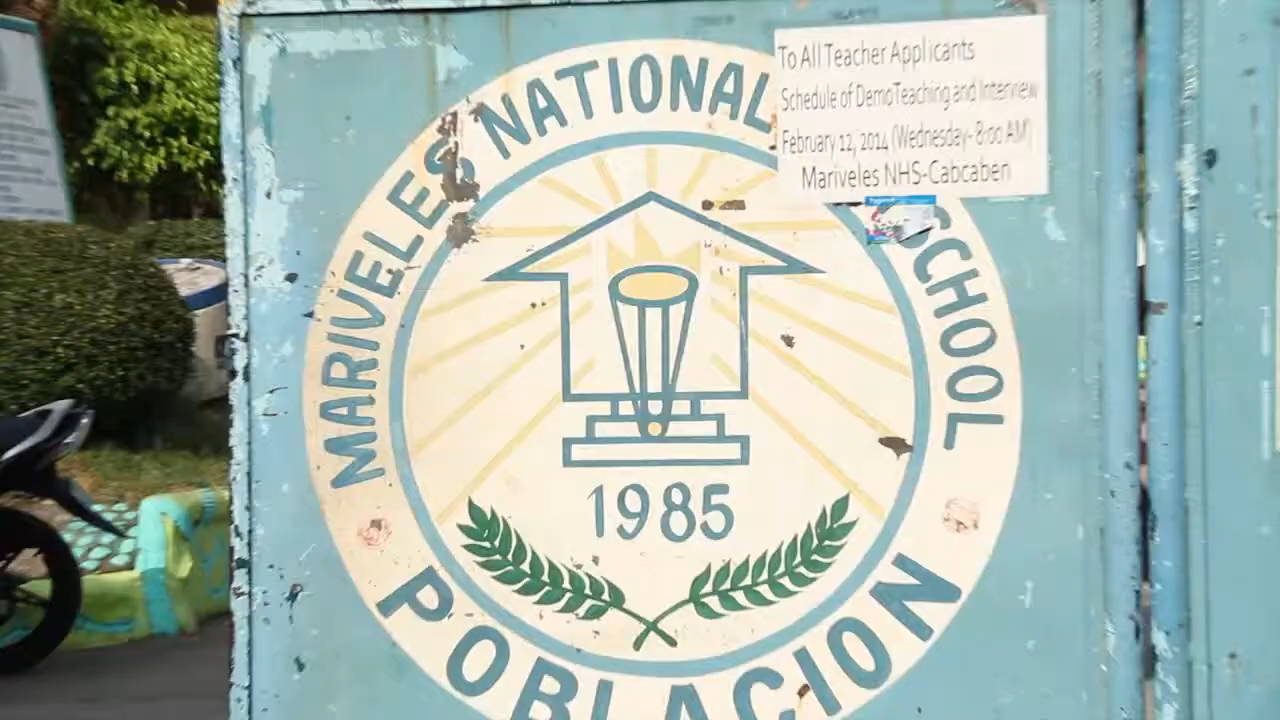 MARIVELES NATIONAL SCHOOL
POBLACION
1985
To All Teacher Applicants
Schedule of Demo Teaching and Interview
February 12, 2014 (Wednesday- 8:00 AM)
Mariveles NHS-Cabcaben